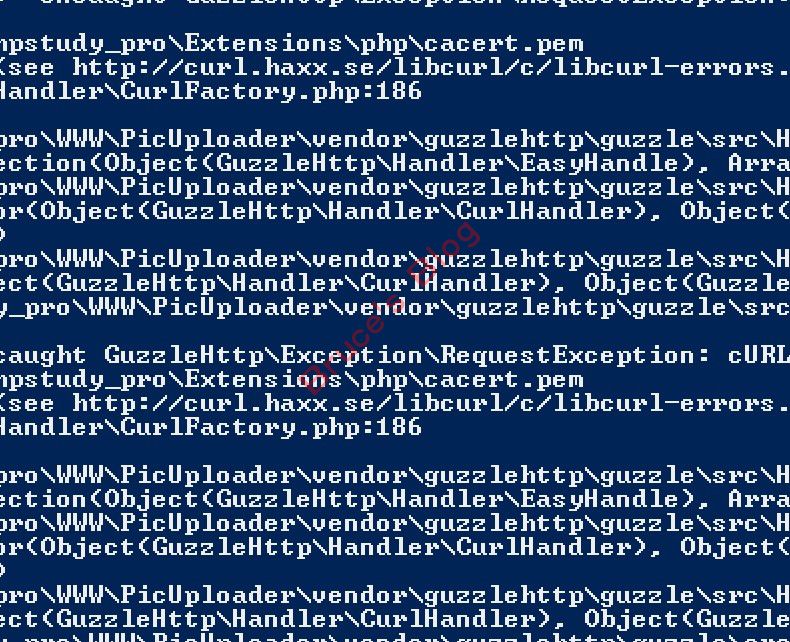 hpstudy_pro\Extensions\php\cacert.pem
(see http://curl.haxx.se/libcurl/c/libcurl-errors.
Handler\CurlFactory.php:186
pro\WWW\PicUploader\vendor\guzzlehttp\guzzle\src\H
ection(Object(GuzzleHttp\Handler\EasyHandle), Arra
pro\WWW\PicUploader\vendor\guzzlehttp\guzzle\src\H
or(Object(GuzzleHttp\Handler\CurlHandler), Object(
)
pro\WWW\PicUploader\vendor\guzzlehttp\guzzle\src\H
ect(GuzzleHttp\Handler\CurlHandler), Object(Guzzle
y_pro\WWW\PicUploader\vendor\guzzlehttp\guzzle\src
caught GuzzleHttp\Exception\RequestException: cURL
hpstudy_pro\Extensions\php\cacert.pem
(see http://curl.haxx.se/libcurl/c/libcurl-errors.
Handler\CurlFactory.php:186
pro\WWW\PicUploader\vendor\guzzlehttp\guzzle\src\H
ection(Object(GuzzleHttp\Handler\EasyHandle), Arra
pro\WWW\PicUploader\vendor\guzzlehttp\guzzle\src\H
or(Object(GuzzleHttp\Handler\CurlHandler), Object(
)
pro\WWW\PicUploader\vendor\guzzlehttp\guzzle\src\H
ect(GuzzleHttp\Handler\CurlHandler), Object(Guzzle
Bruce's Blog